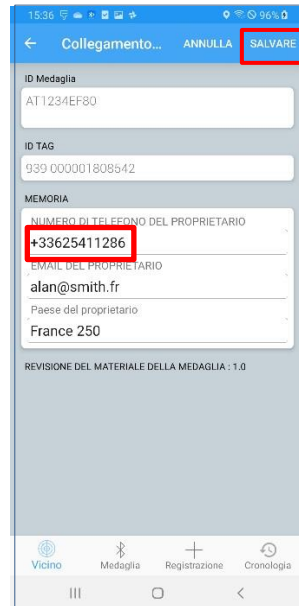 15:36 96%
Collegamento... ANNULLA SALVARE
ID Medaglia
AT1234EF80
ID TAG
939 000001808542
MEMORIA
NUMERO DI TELEFONO DEL PROPRIETARIO
+33625411286
EMAIL DEL PROPRIETARIO
alan@smith.fr
Paese del proprietario
France 250
REVISIONE DEL MATERIALE DELLA MEDAGLIA : 1.0
Vicino Medaglia Registrazione Cronologia